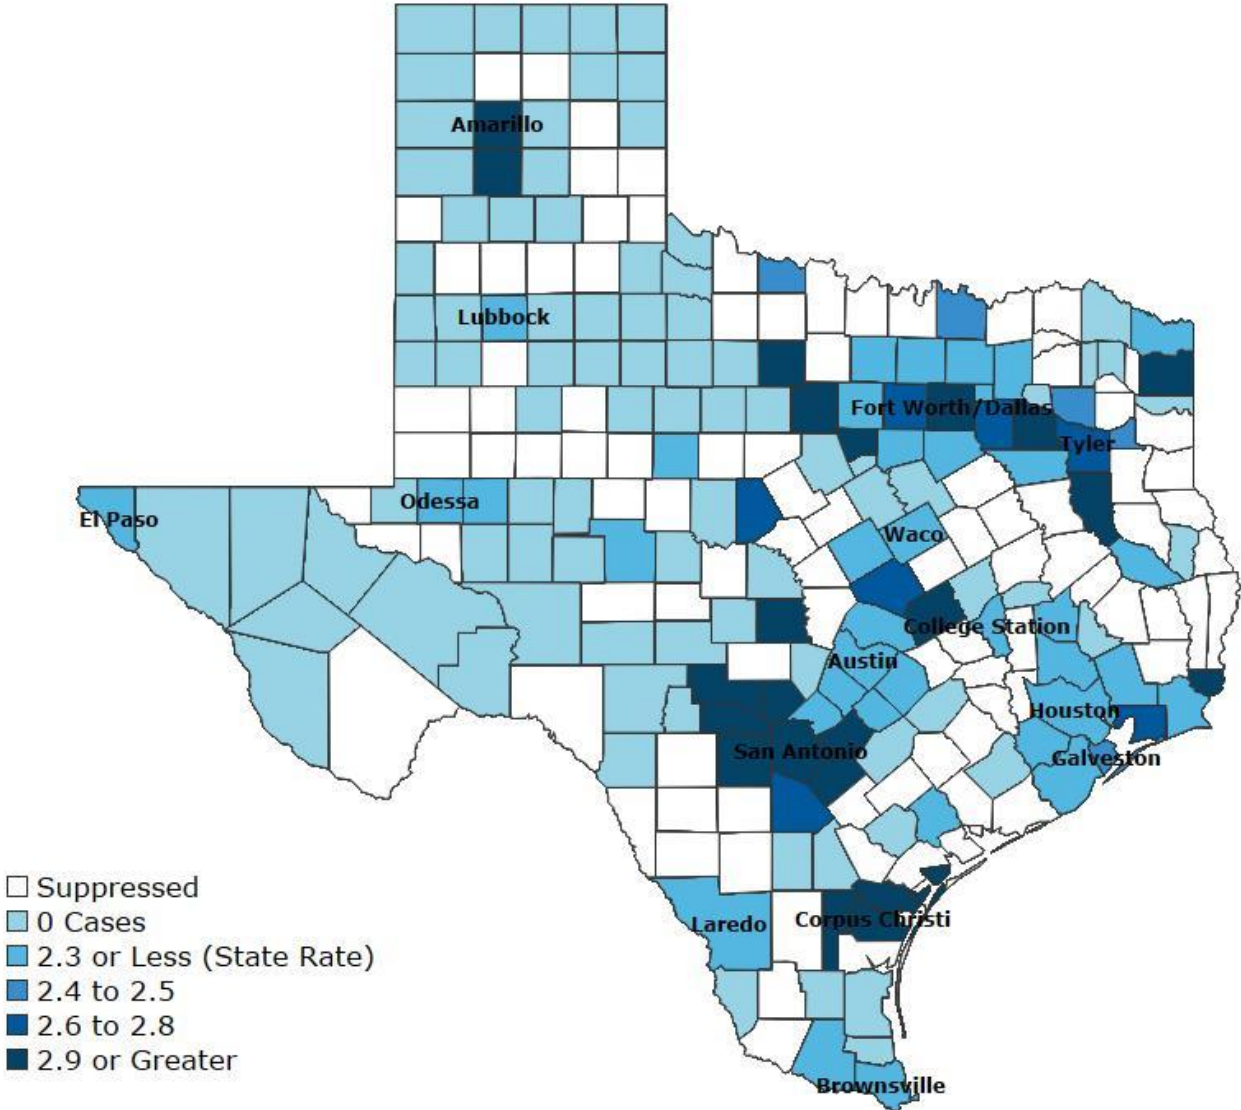 Amarillo
Lubbock
Fort Worth/Dallas
Tyler
Odessa
El Paso
Waco
College Station
Austin
Houston
San Antonio
Galveston
Suppressed
0 Cases
Laredo
Corpus Christi
2.3 or Less (State Rate)
2.4 to 2.5
2.6 to 2.8
2.9 or Greater
Brownsville